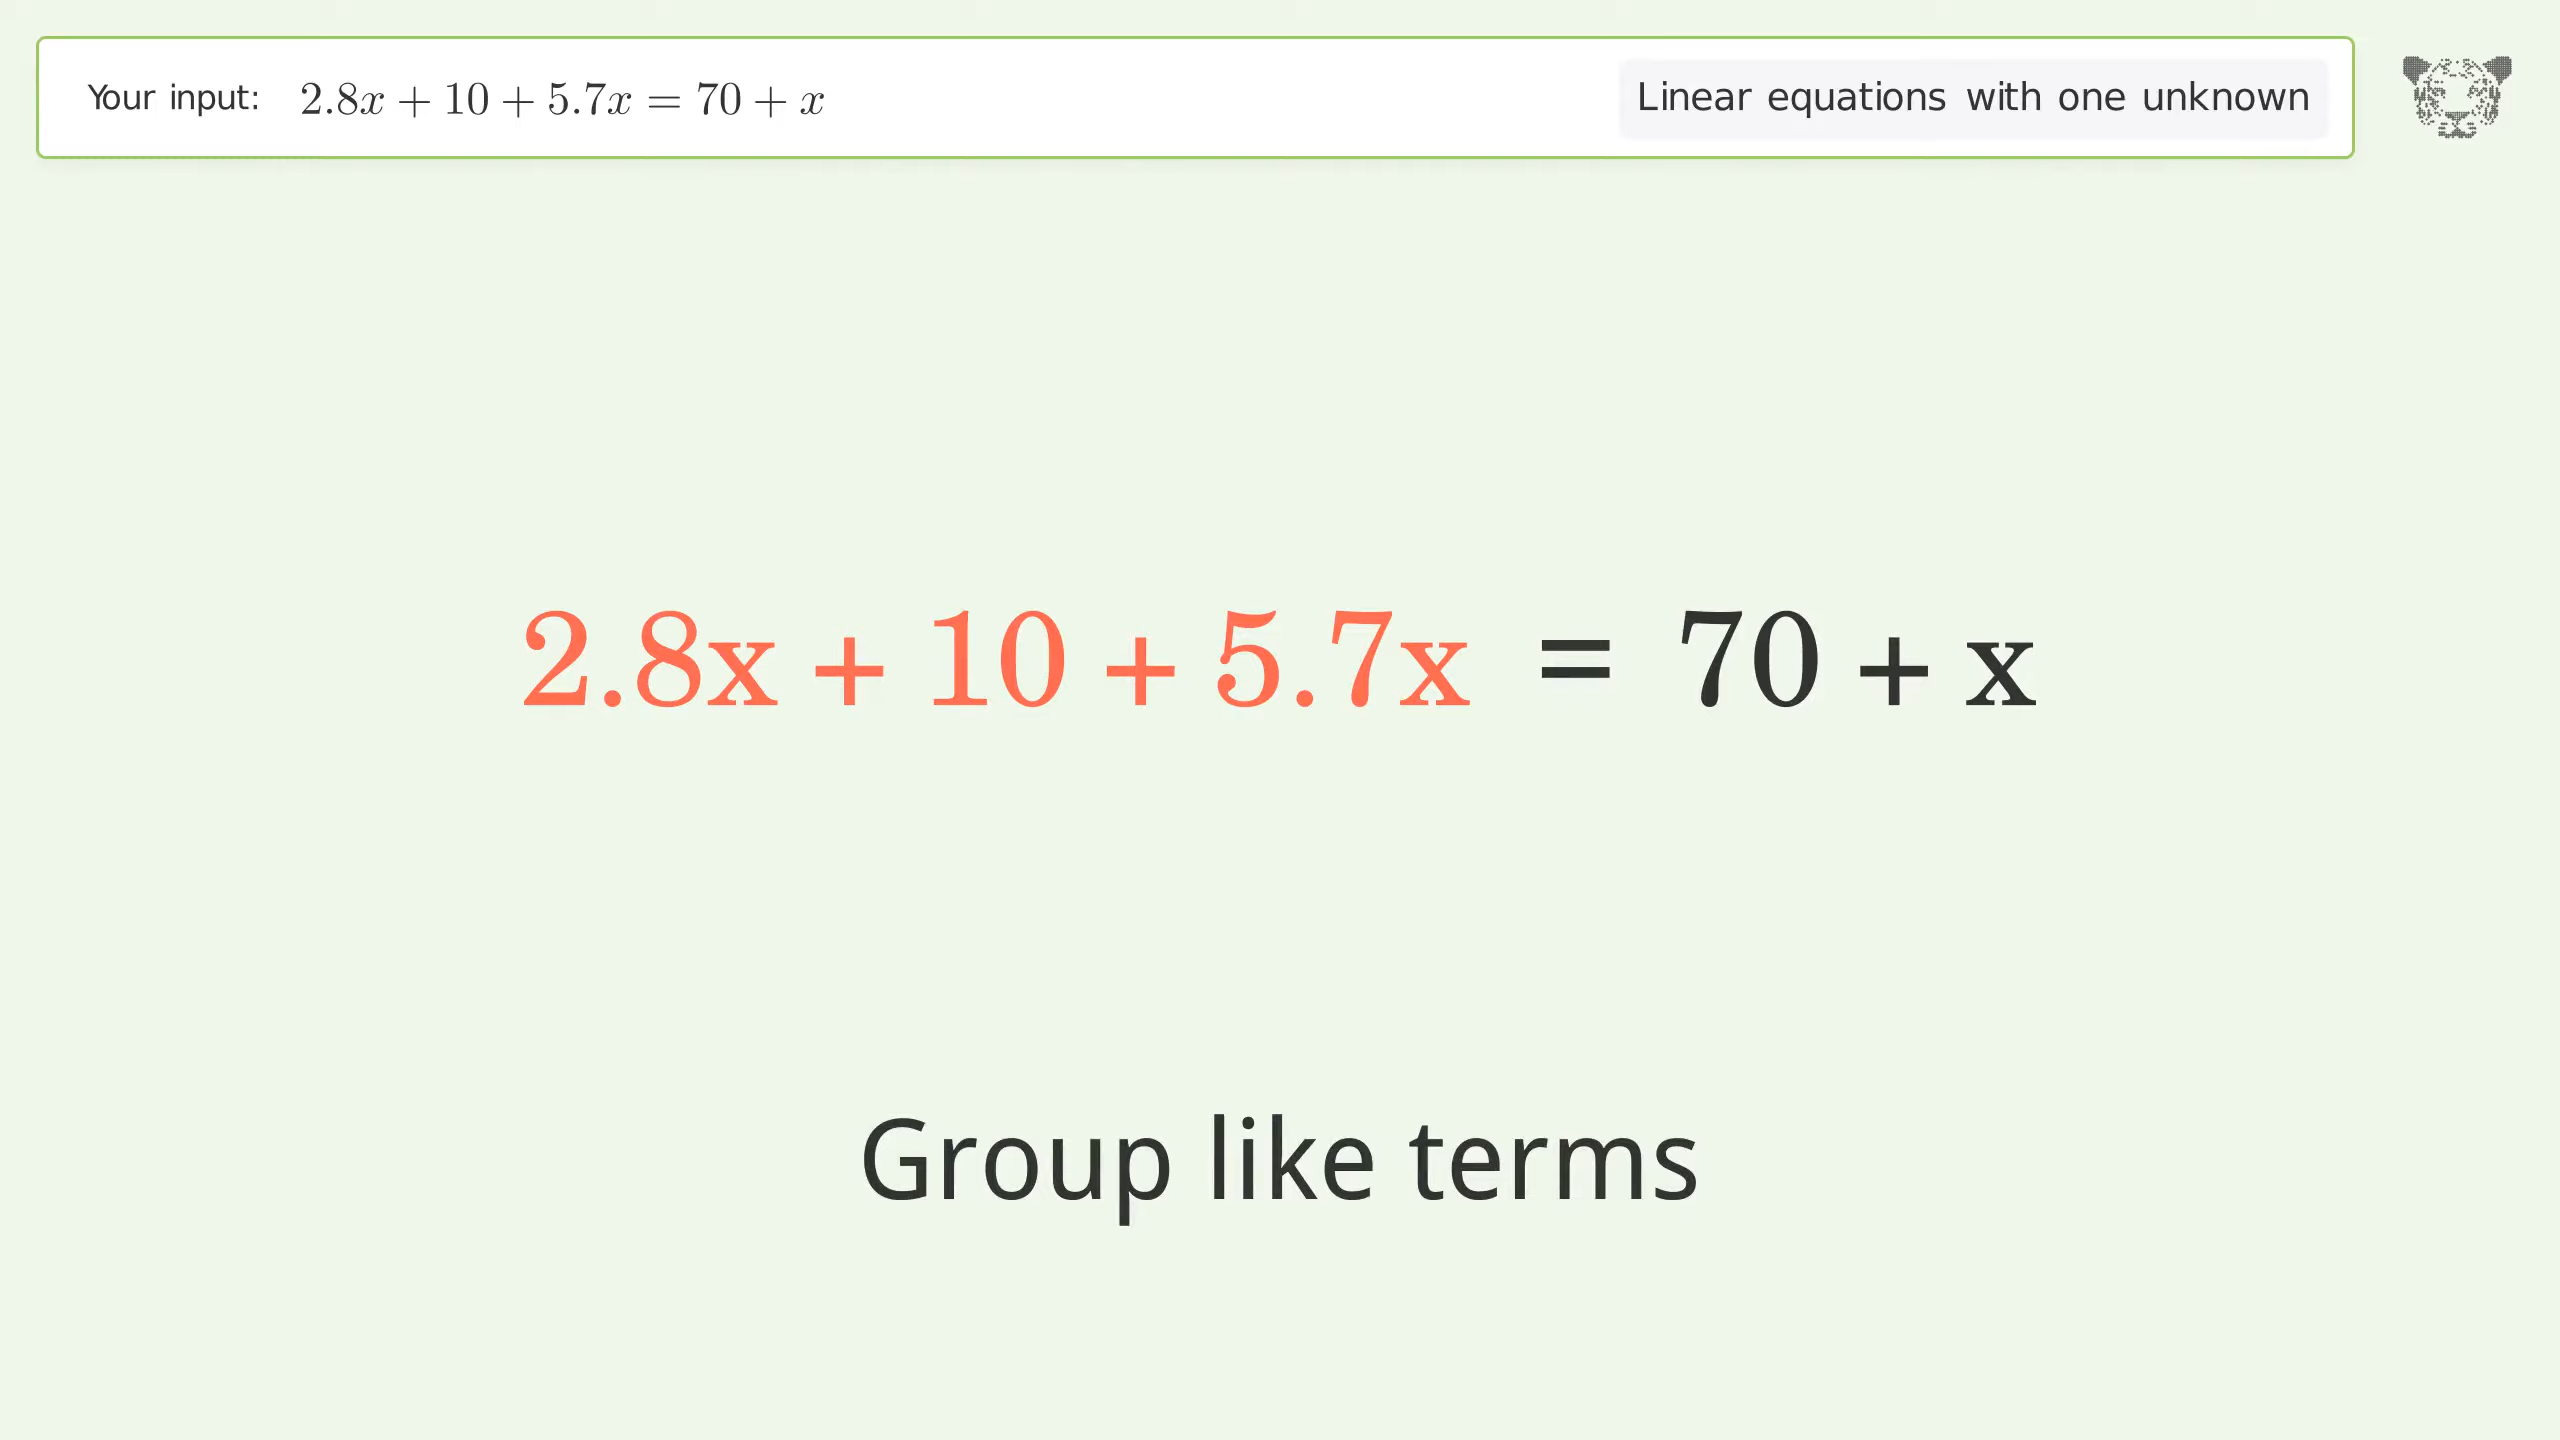 Your input: 2.8x + 10 + 5.7x = 70 + x
Linear equations with one unknown
2.8x + 10 + 5.7x = 70 + x
Group like terms